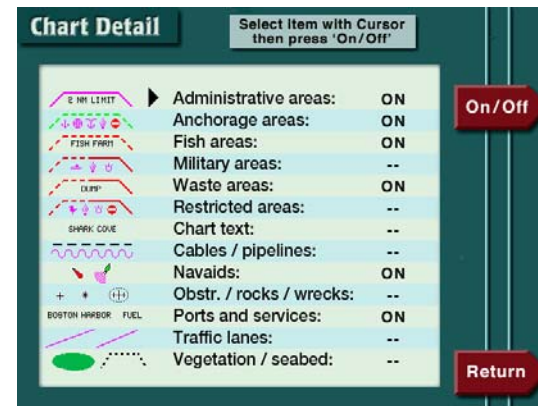 Chart Detail
Select Item with Cursor
then press 'On/Off'
On/Off
2 NM LIMIT Administrative areas: ON
Anchorage areas: ON
FISH FARM Fish areas: ON
Military areas: --
DUMP Waste areas: ON
Restricted areas: --
SHARK COVE Chart text: --
Cables / pipelines: --
Navaids: ON
Obstr. / rocks / wrecks: --
BOSTON HARBOR FUEL Ports and services: ON
Traffic lanes: --
Vegetation / seabed: --
Return